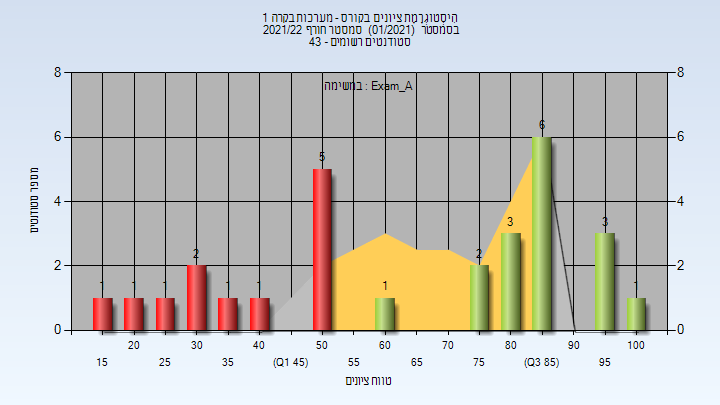 היסטוגרמת ציונים בקורס - מערכות בקרה 1
בסמסטר (01/2021) סמסטר חורף 2021/22
סטודנטים רשומים - 43
במשימה : Exam_A
8 8
6 6
4 4
2 2
0 0
מספר סטודנטים
1 1 1 2 1 1 5 1 2 3 6 3 1
20 30 40 50 60 70 80 90 100
15 25 35 (Q1 45) 55 65 75 (Q3 85) 95
טווח ציונים